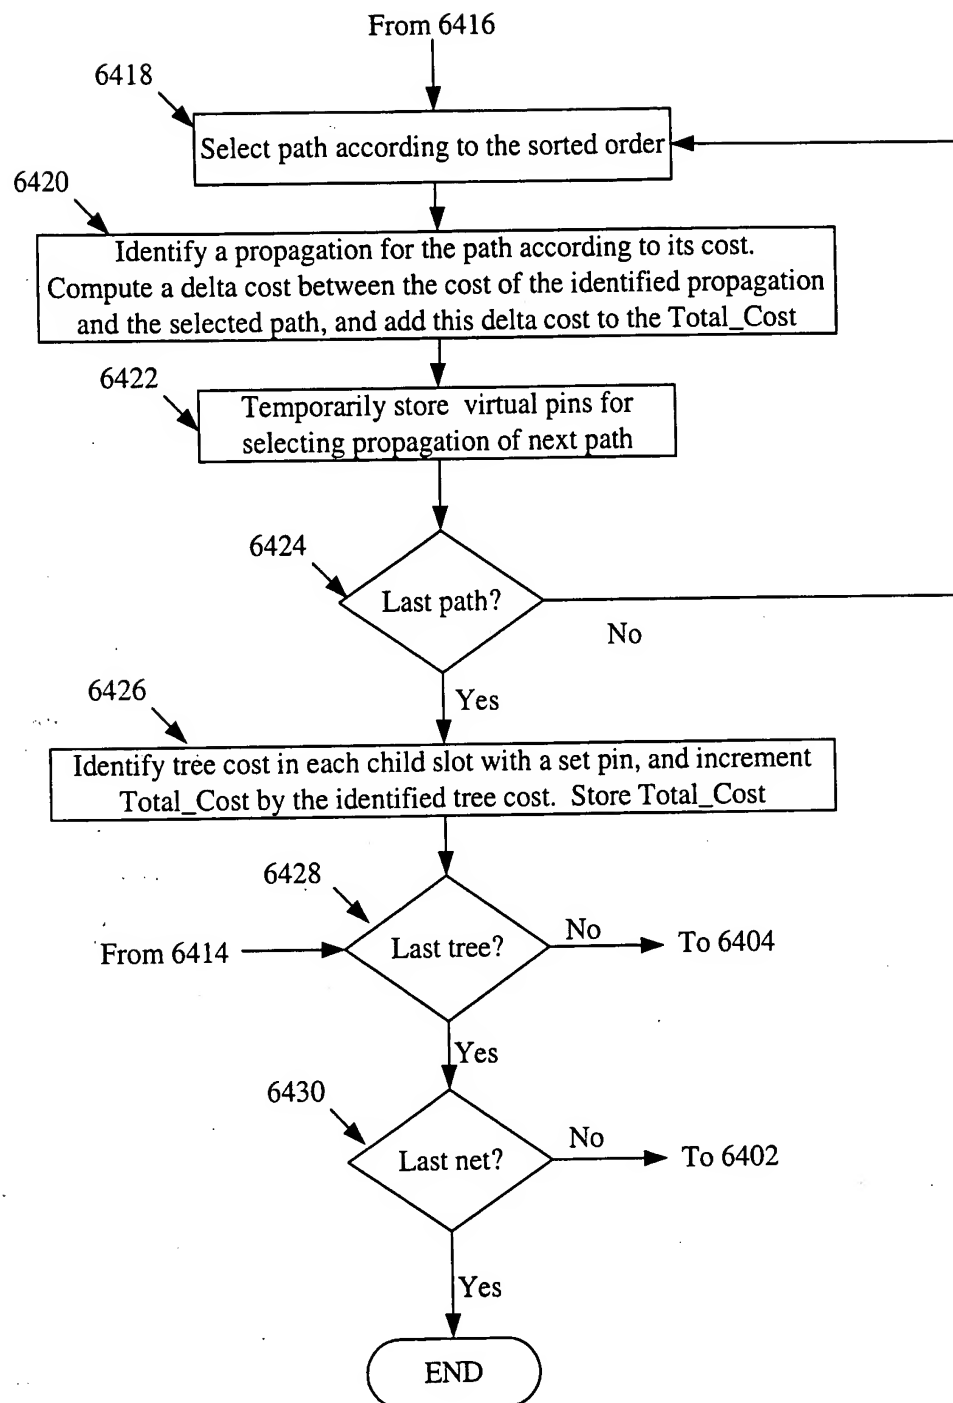 From 6416
6418
Select path according to the sorted order
6420
Identify a propagation for the path according to its cost.
Compute a delta cost between the cost of the identified propagation
and the selected path, and add this delta cost to the Total_Cost
6422
Temporarily store virtual pins for
selecting propagation of next path
6424
Last path?
No
Yes
6426
Identify tree cost in each child slot with a set pin, and increment
Total_Cost by the identified tree cost. Store Total_Cost
6428
From 6414
Last tree?
No
To 6404
Yes
6430
Last net?
No
To 6402
Yes
END